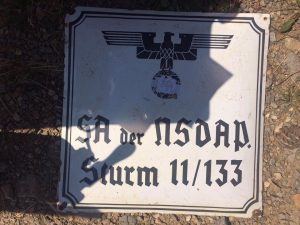 SA der NSDAP.
Sturm 11/133